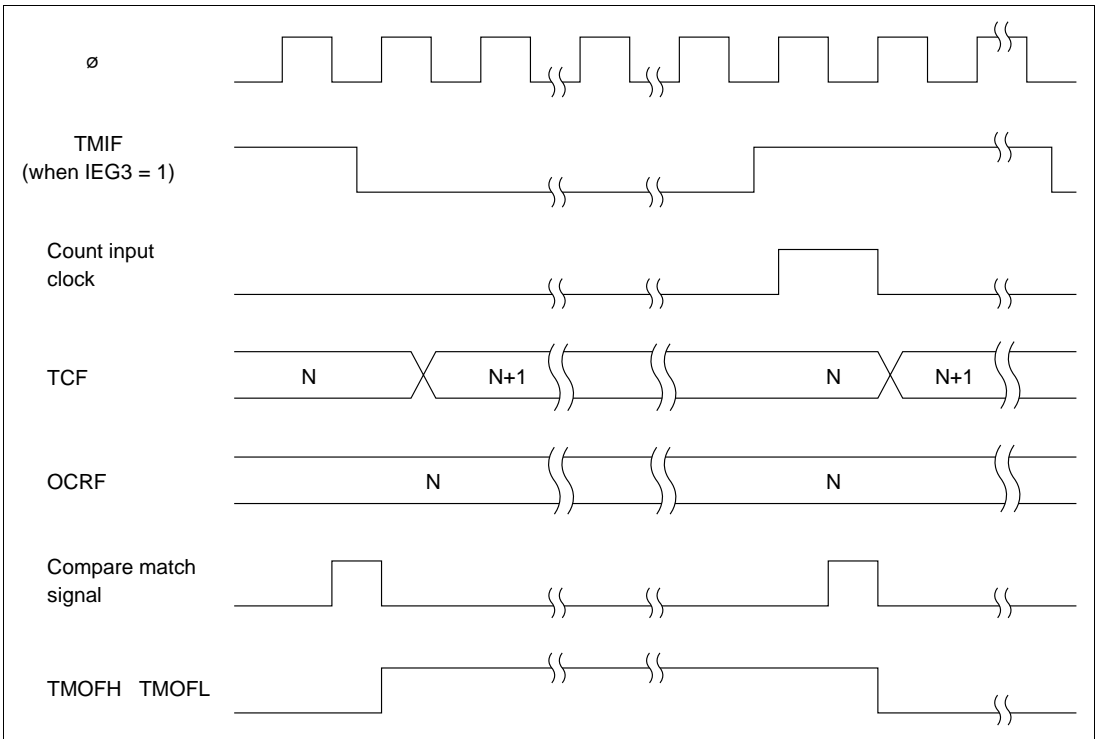 ø
TMIF
(when IEG3 = 1)
Count input
clock
TCF
N
N+1
N
N+1
OCRF
N
N
Compare match
signal
TMOFH TMOFL